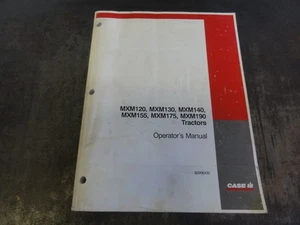 MXM120, MXM130, MXM140,
MXM155, MXM175, MXM190
Tractors
Operator's Manual
CASE IH